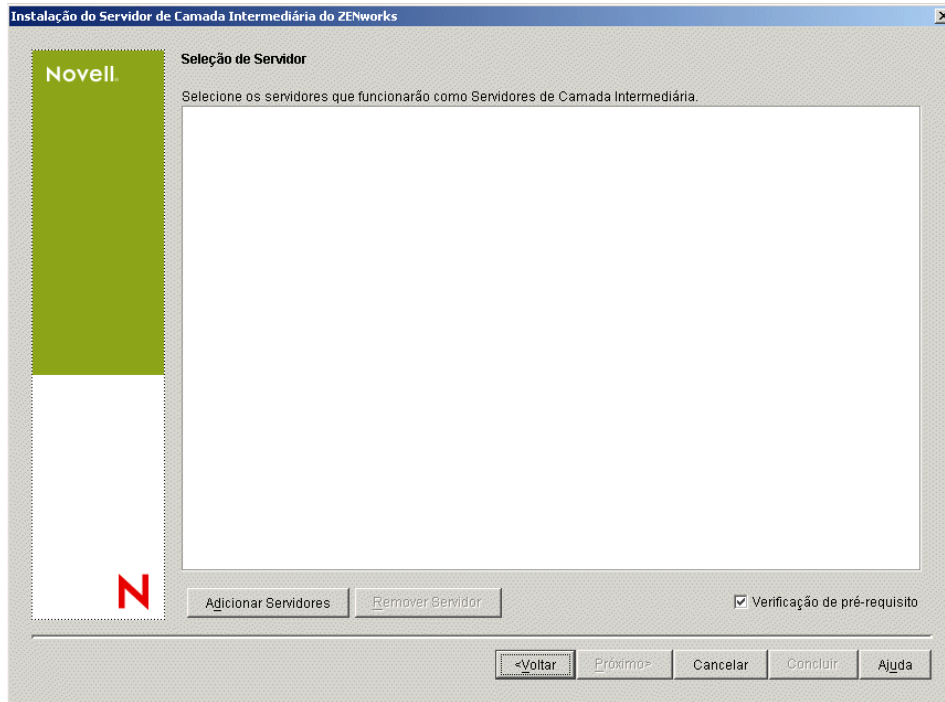 Instalação do Servidor de Camada Intermediária do ZENworks
Novell.
Seleção de Servidor
Selecione os servidores que funcionarão como Servidores de Camada Intermediária.
N
Adicionar Servidores
Remover Servidor
Verificação de pré-requisito
<Voltar
Próximo>
Cancelar
Concluir
Ajuda